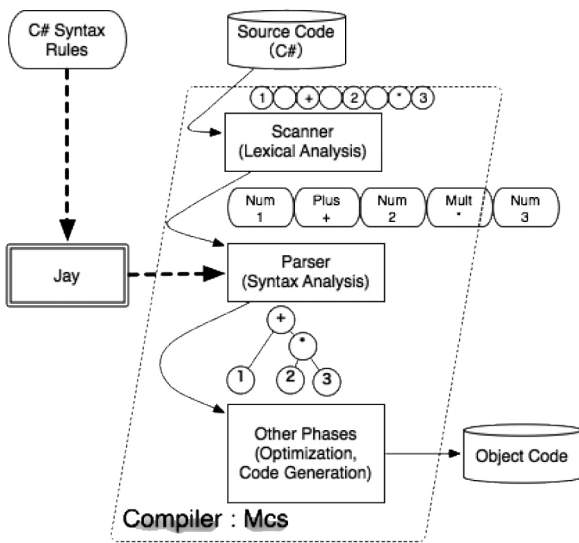 C# Syntax
Rules
Source Code
(C#)
1 + 2 * 3
Scanner
(Lexical Analysis)
Num Plus Num Mult Num
1 + 2 * 3
Jay
Parser
(Syntax Analysis)
+
*
1 2 3
Other Phases
(Optimization,
Code Generation)
Object Code
Compiler : Mcs